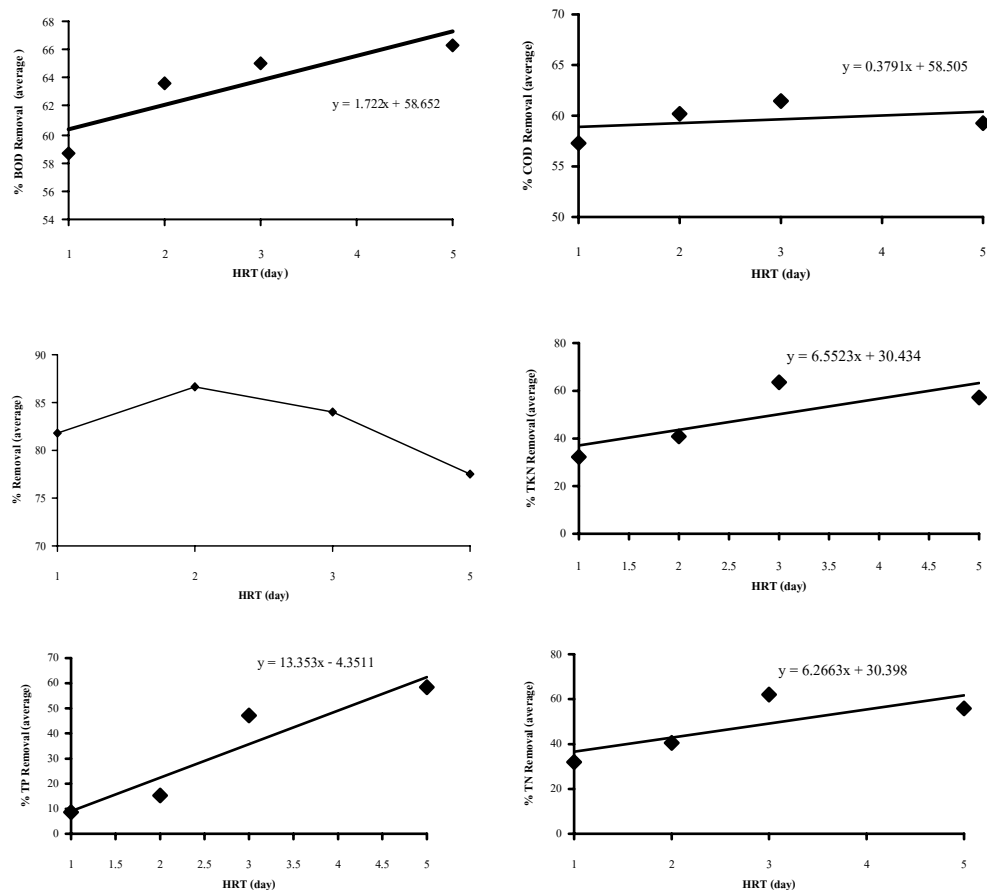 68
66
64
62
60
58
56
54
% BOD Removal (average )
y = 1.722x + 58.652
1 2 3 4 5
HRT (day)
70
65
60
55
50
% COD Removal (average)
y = 0.3791x + 58.505
1 2 3 4 5
HRT (day)
90
85
80
75
70
% Removal (average)
1 2 3 5
HRT (day)
80
60
40
20
0
% TKN Removal (average)
y = 6.5523x + 30.434
1 1.5 2 2.5 3 3.5 4 4.5 5
HRT (day)
70
60
50
40
30
20
10
0
% TP Removal (average)
y = 13.353x - 4.3511
1 1.5 2 2.5 3 3.5 4 4.5 5
HRT (day)
80
60
40
20
0
% TN Removal (average)
y = 6.2663x + 30.398
1 2 3 4 5
HRT (day)